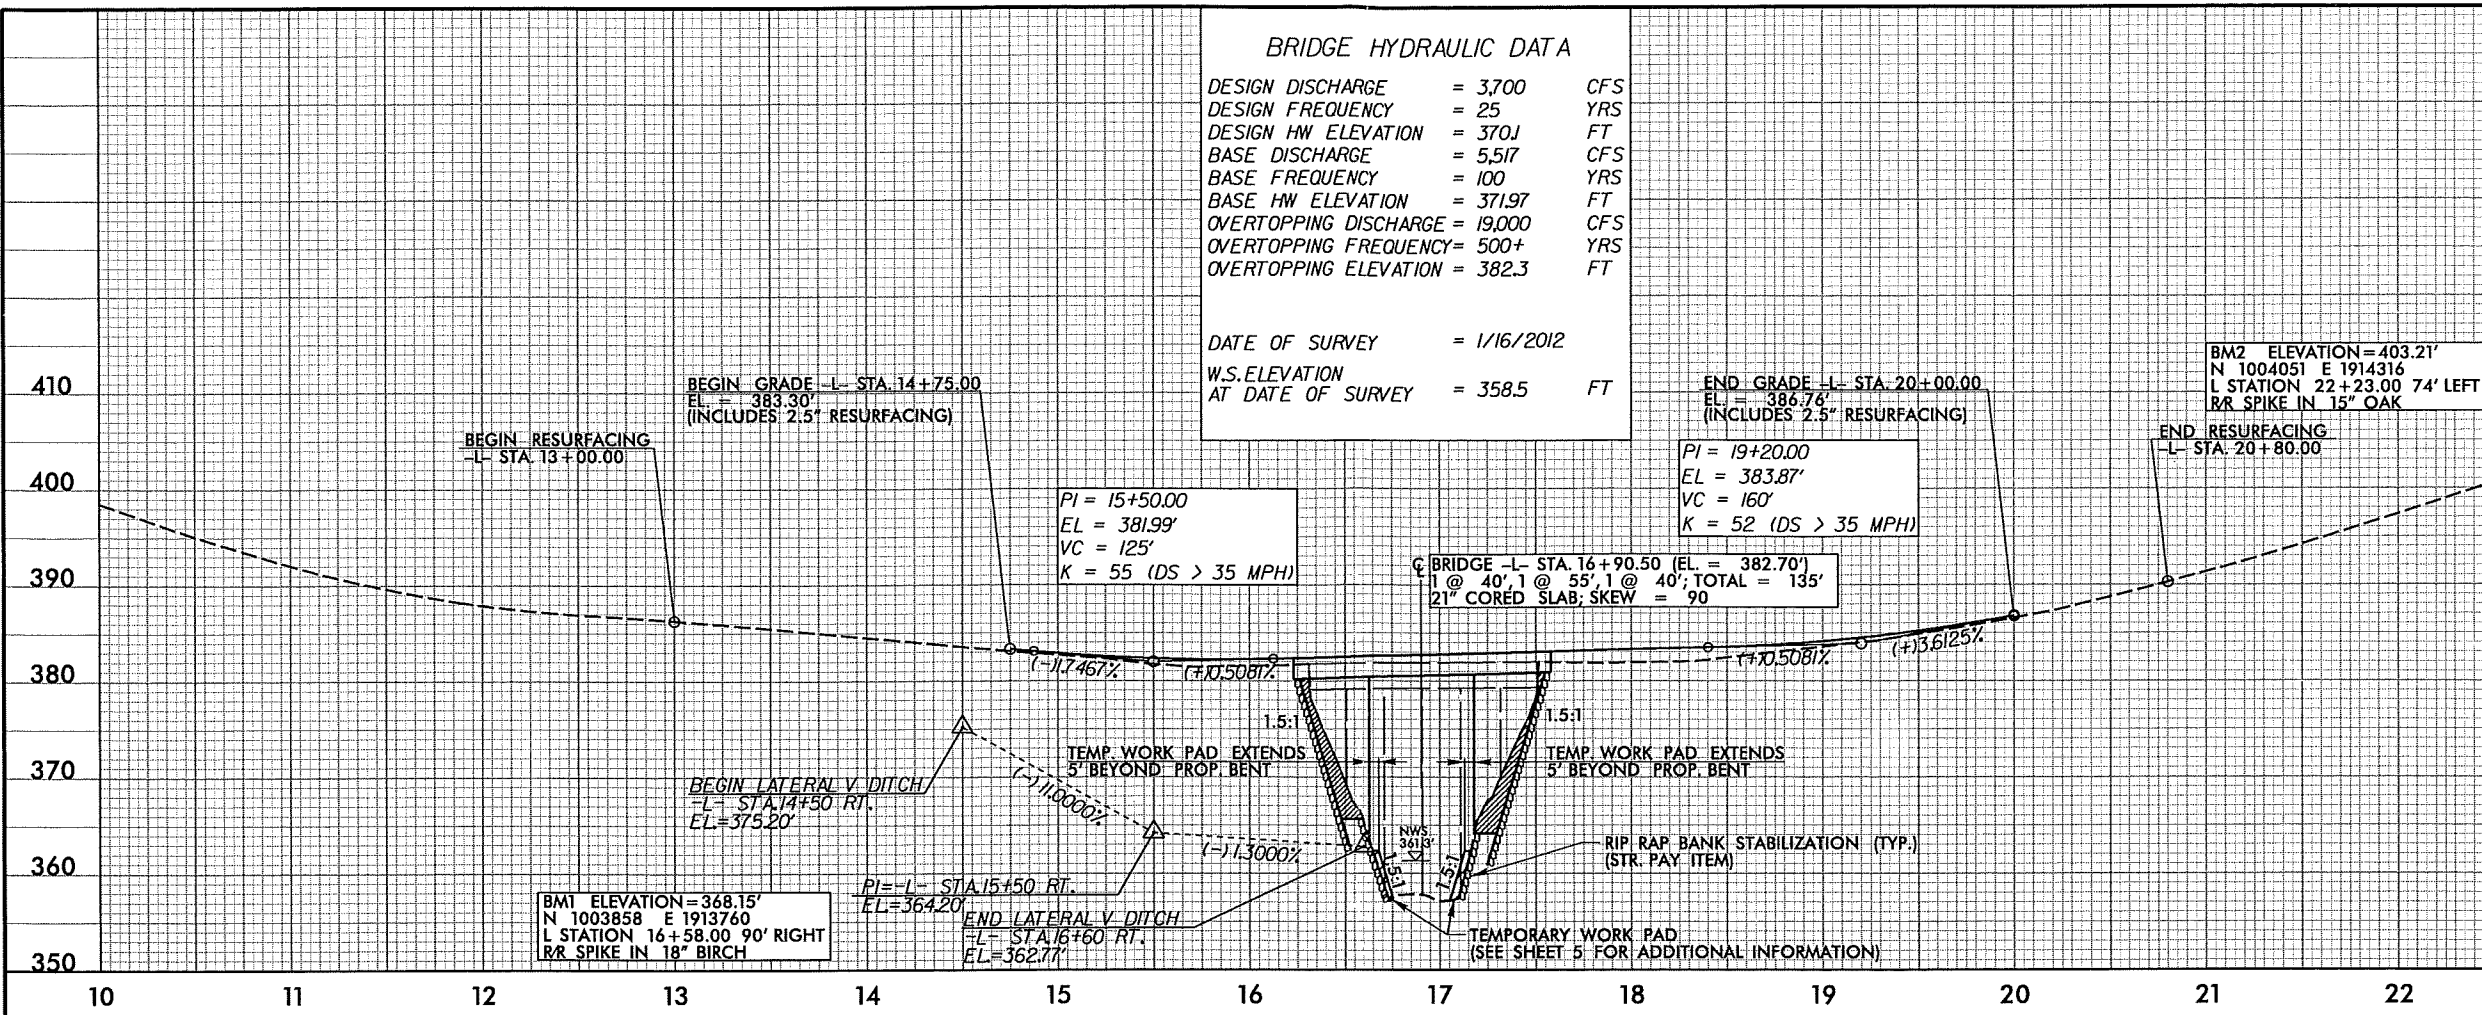 BRIDGE HYDRAULIC DATA
DESIGN DISCHARGE = 3,700 CFS
DESIGN FREQUENCY = 25 YRS
DESIGN HW ELEVATION = 370.1 FT
BASE DISCHARGE = 5,517 CFS
BASE FREQUENCY = 100 YRS
BASE HW ELEVATION = 371.97 FT
OVERTOPPING DISCHARGE = 19,000 CFS
OVERTOPPING FREQUENCY= 500+ YRS
OVERTOPPING ELEVATION = 382.3 FT
DATE OF SURVEY = 1/16/2012
W.S.ELEVATION
AT DATE OF SURVEY = 358.5 FT
BM2 ELEVATION=403.21'
N 1004051 E 1914316
L STATION 22+23.00 74' LEFT
R/R SPIKE IN 15" OAK
410
400
390
380
370
360
350
BEGIN GRADE -L- STA. 14+75.00
EL. = 383.30'
(INCLUDES 2.5" RESURFACING)
END GRADE -L- STA. 20+00.00
EL. = 386.76'
(INCLUDES 2.5" RESURFACING)
BEGIN RESURFACING
-L- STA. 13+00.00
END RESURFACING
-L- STA. 20+80.00
PI = 15+50.00
EL = 381.99'
VC = 125'
K = 55 (DS > 35 MPH)
PI = 19+20.00
EL = 383.87'
VC = 160'
K = 52 (DS > 35 MPH)
℄ BRIDGE -L- STA. 16+90.50 (EL. = 382.70')
1 @ 40', 1 @ 55', 1 @ 40'; TOTAL = 135'
21" CORED SLAB; SKEW = 90
(-)1.7467%
(+)0.5081%
(+)0.5081%
(+)3.6125%
1.5:1
1.5:1
TEMP. WORK PAD EXTENDS
5' BEYOND PROP. BENT
TEMP. WORK PAD EXTENDS
5' BEYOND PROP. BENT
BEGIN LATERAL V DITCH
-L- STA.14+50 RT.
EL=375.20'
(-)11.0000%
(-)1.3000%
NWS
361.3'
1.5:1
1.5:1
RIP RAP BANK STABILIZATION (TYP.)
(STR. PAY ITEM)
PI=-L- STA.15+50 RT.
EL=364.20'
END LATERAL V DITCH
-L- STA.16+60 RT.
EL=362.77'
BM1 ELEVATION=368.15'
N 1003858 E 1913760
L STATION 16+58.00 90' RIGHT
R/R SPIKE IN 18" BIRCH
TEMPORARY WORK PAD
(SEE SHEET 5 FOR ADDITIONAL INFORMATION)
10 11 12 13 14 15 16 17 18 19 20 21 22